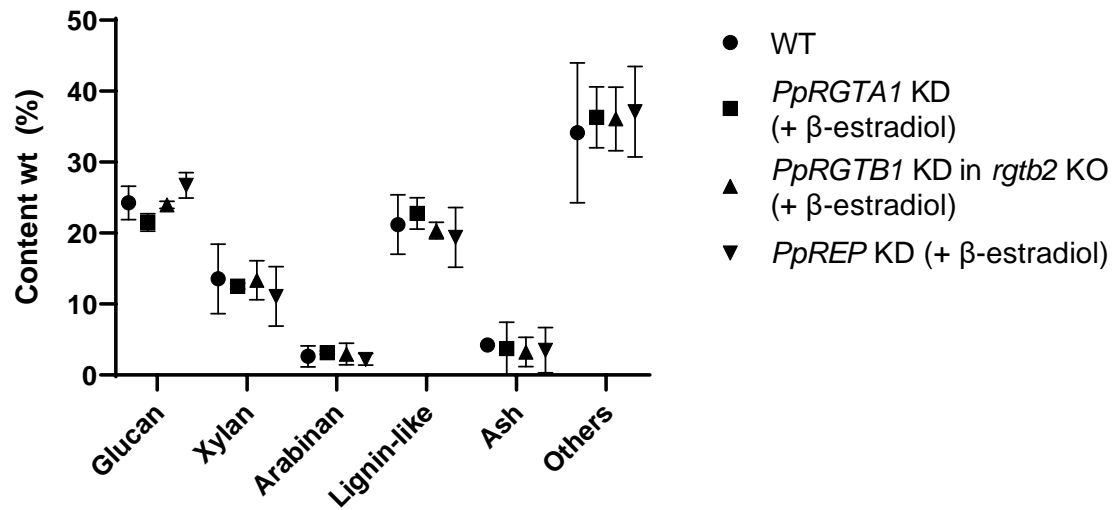 Content wt (%)
50
40
30
20
10
0
Glucan
Xylan
Arabinan
Lignin-like
Ash
Others
WT
PpRGTA1 KD
(+ β-estradiol)
PpRGTB1 KD in rgtb2 KO
(+ β-estradiol)
PpREP KD (+ β-estradiol)